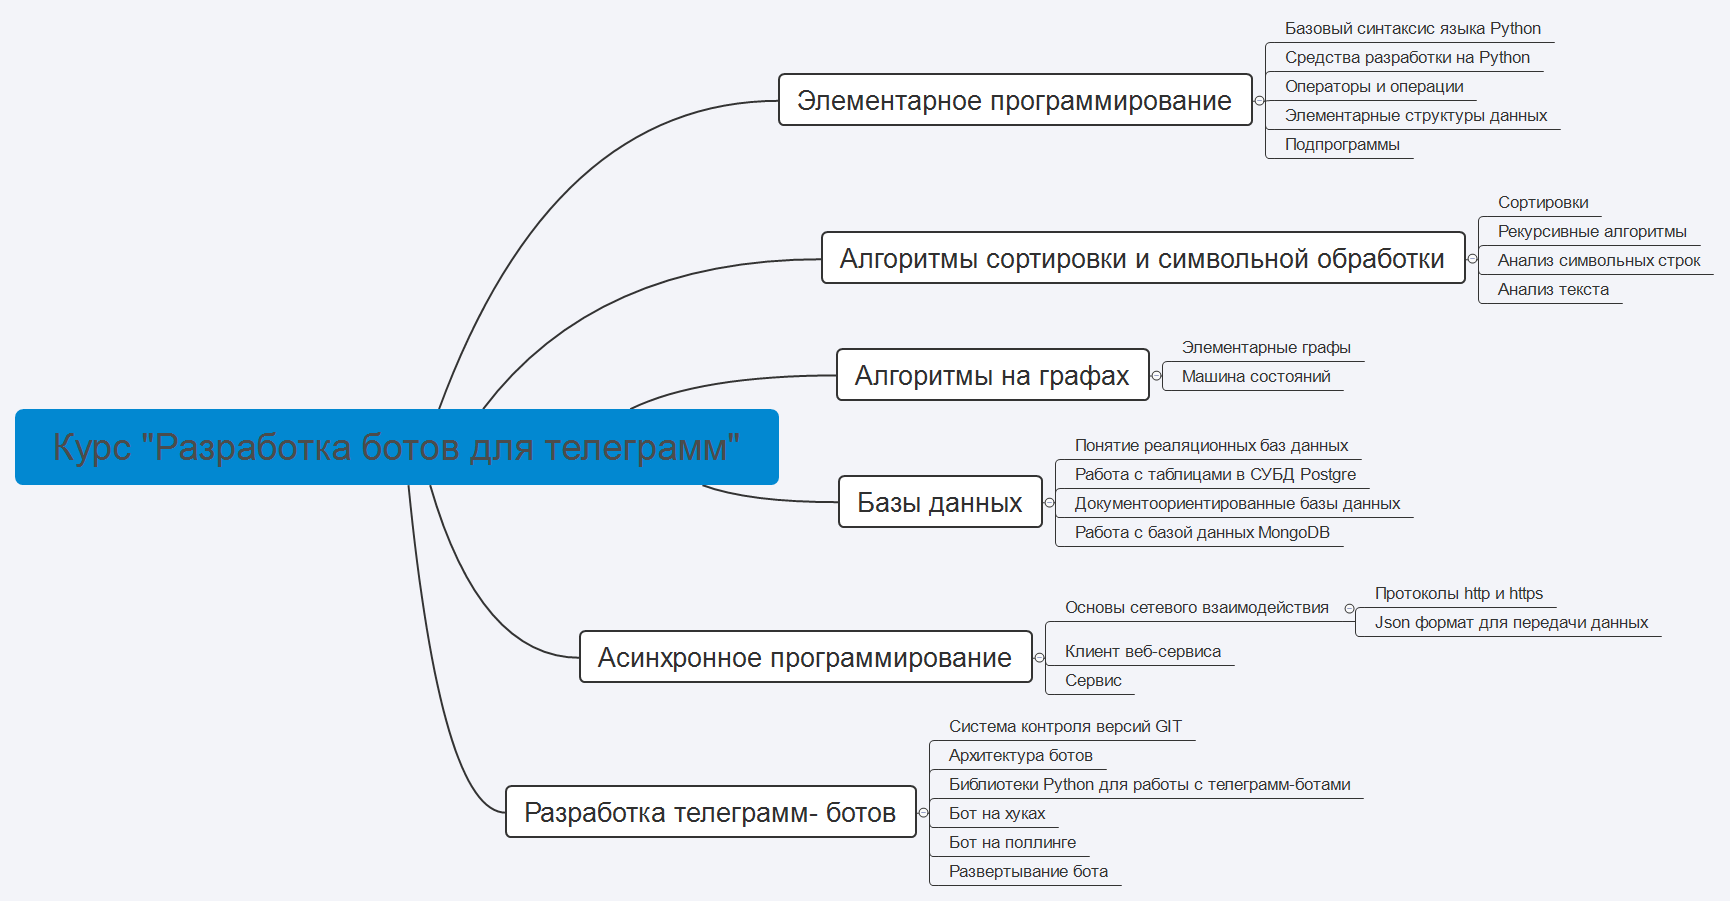 Курс "Разработка ботов для телеграмм"
Элементарное программирование
Базовый синтаксис языка Python
Средства разработки на Python
Операторы и операции
Элементарные структуры данных
Подпрограммы
Алгоритмы сортировки и символьной обработки
Сортировки
Рекурсивные алгоритмы
Анализ символьных строк
Анализ текста
Алгоритмы на графах
Элементарные графы
Машина состояний
Базы данных
Понятие реаляционных баз данных
Работа с таблицами в СУБД Postgre
Документоориентированные базы данных
Работа с базой данных MongoDB
Асинхронное программирование
Основы сетевого взаимодействия
Протоколы http и https
Json формат для передачи данных
Клиент веб-сервиса
Сервис
Разработка телеграмм- ботов
Система контроля версий GIT
Архитектура ботов
Библиотеки Python для работы с телеграмм-ботами
Бот на хуках
Бот на поллинге
Развертывание бота